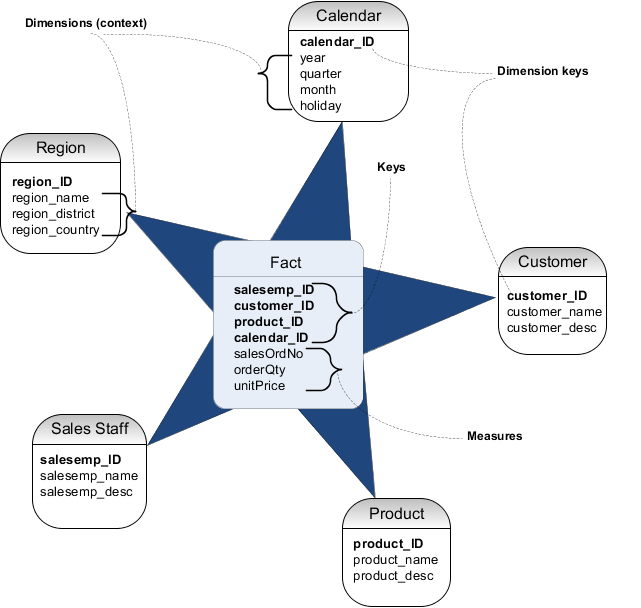 Dimensions (context)
Calendar
calendar_ID
year
quarter
month
holiday
Dimension keys
Region
region_ID
region_name
region_district
region_country
Keys
Fact
salesemp_ID
customer_ID
product_ID
calendar_ID
salesOrdNo
orderQty
unitPrice
Customer
customer_ID
customer_name
customer_desc
Sales Staff
salesemp_ID
salesemp_name
salesemp_desc
Measures
Product
product_ID
product_name
product_desc